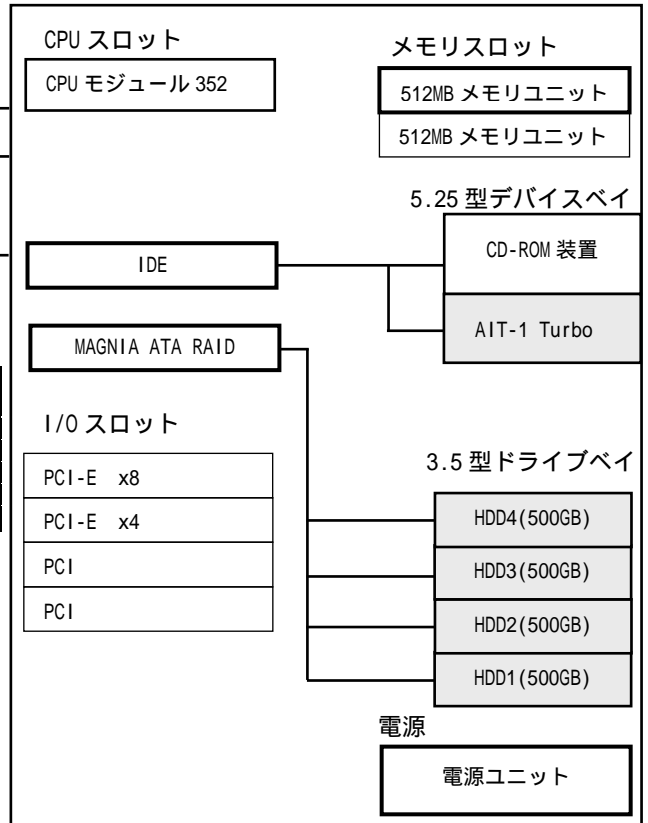 CPU スロット
CPU モジュール 352
メモリスロット
512MB メモリユニット
512MB メモリユニット
5.25 型デバイスベイ
CD-ROM 装置
IDE
AIT-1 Turbo
MAGNIA ATA RAID
I/O スロット
PCI-E x8
PCI-E x4
PCI
PCI
3.5 型ドライブベイ
HDD4(500GB)
HDD3(500GB)
HDD2(500GB)
HDD1(500GB)
電源
電源ユニット